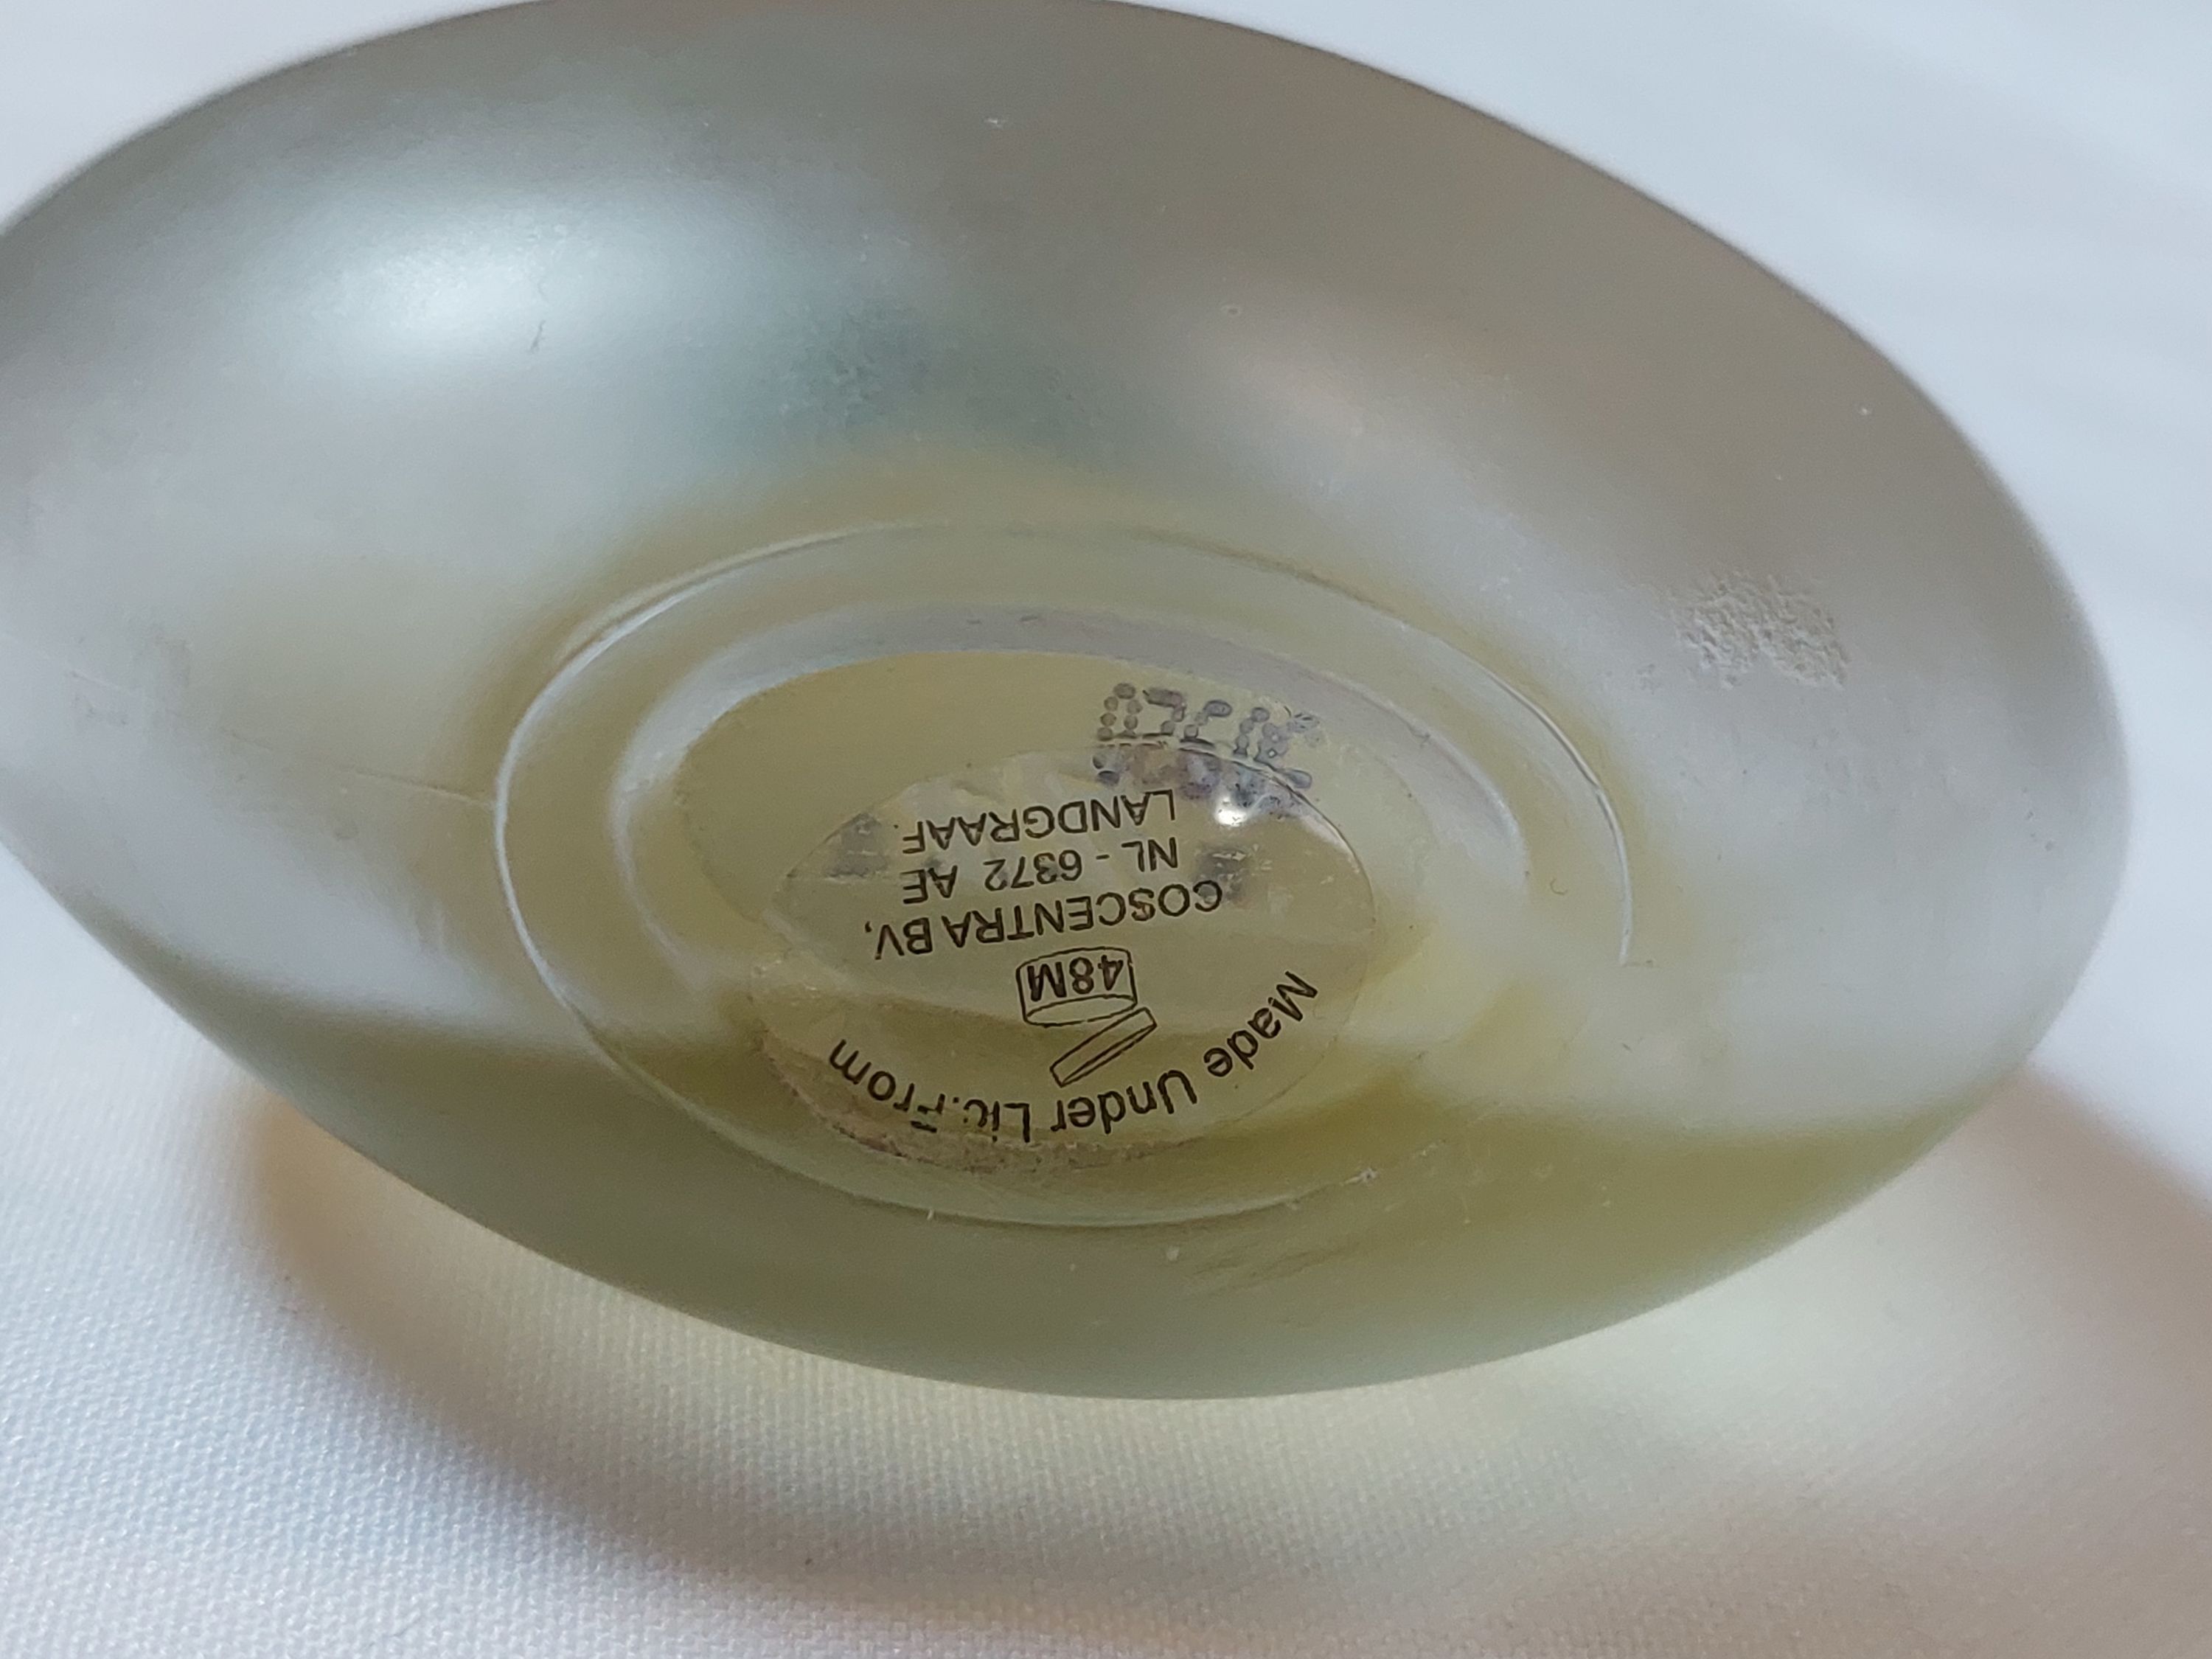 Made Under Lic.From
48M
COSCENTRA BV,
NL - 6372 AE
LANDGRAAF